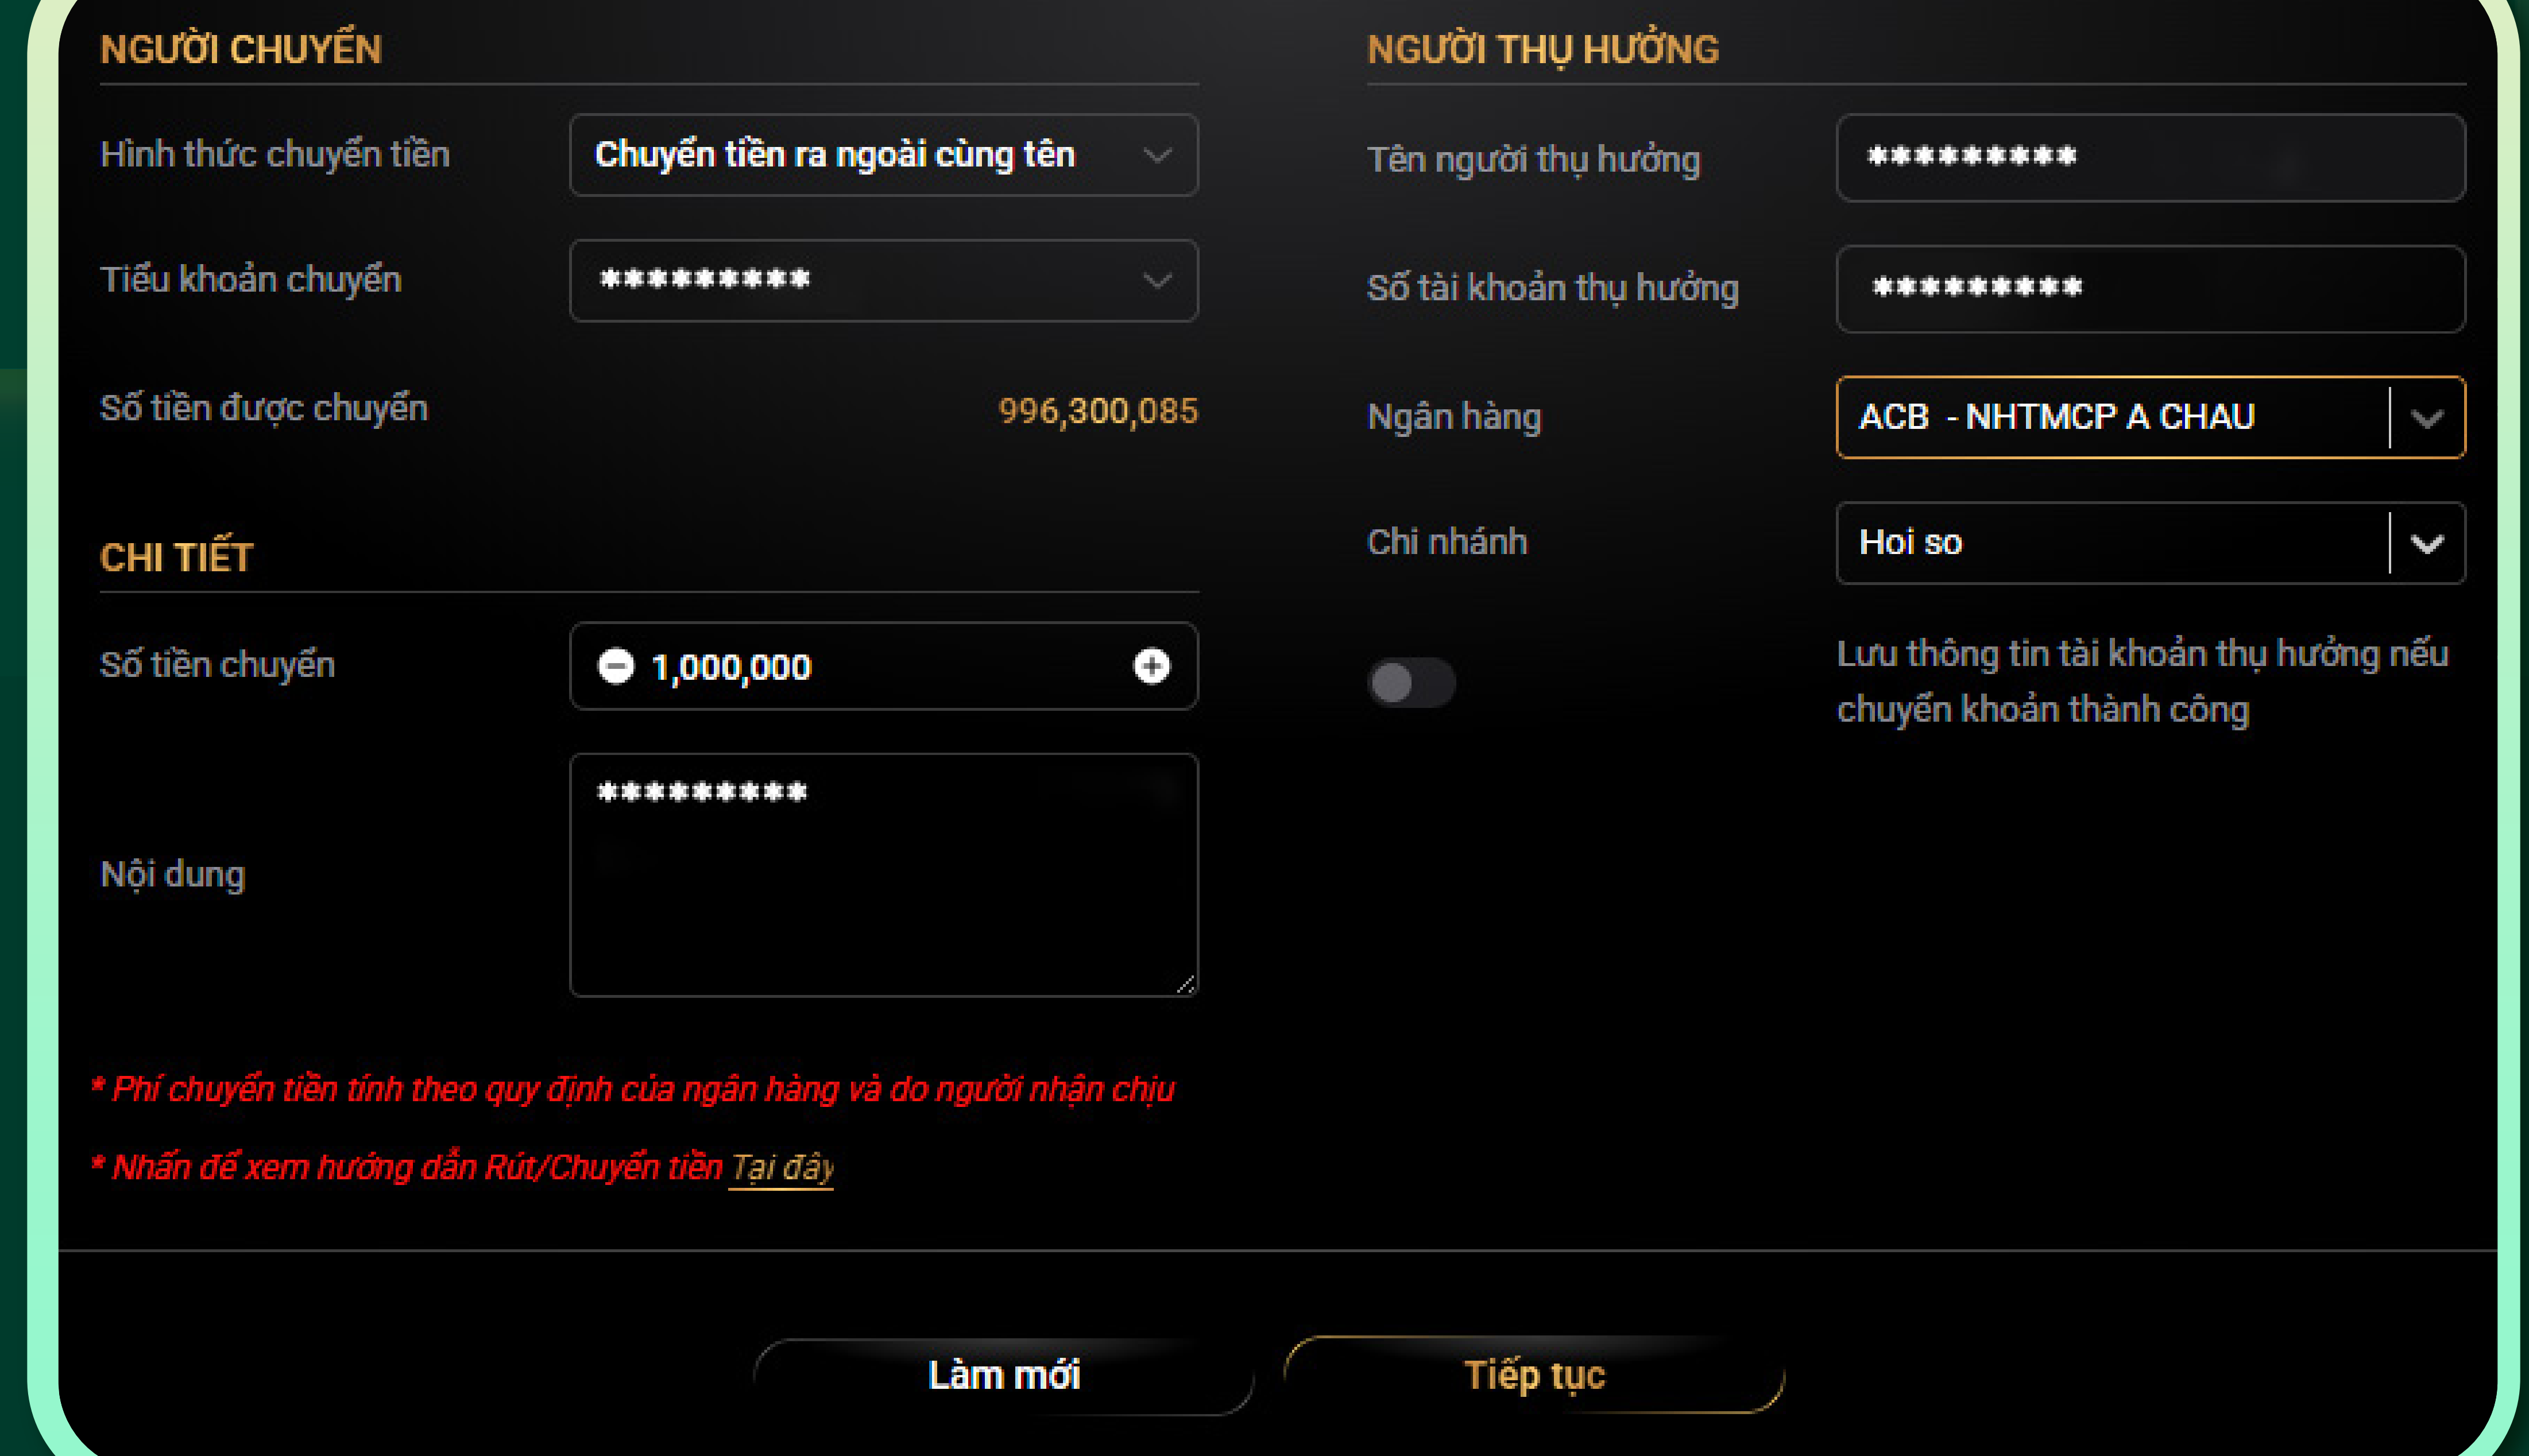 NGƯỜI CHUYỂN
Hình thức chuyển tiền
Chuyển tiền ra ngoài cùng tên
Tiểu khoản chuyển
*********
Số tiền được chuyển
996,300,085
CHI TIẾT
Số tiền chuyển
1,000,000
Nội dung
*********
* Phí chuyển tiền tính theo quy định của ngân hàng và do người nhận chịu
* Nhấn để xem hướng dẫn Rút/Chuyển tiền Tại đây
NGƯỜI THỤ HƯỞNG
Tên người thụ hưởng
*********
Số tài khoản thụ hưởng
*********
Ngân hàng
ACB - NHTMCP A CHAU
Chi nhánh
Hoi so
Lưu thông tin tài khoản thụ hưởng nếu
chuyển khoản thành công
Làm mới
Tiếp tục